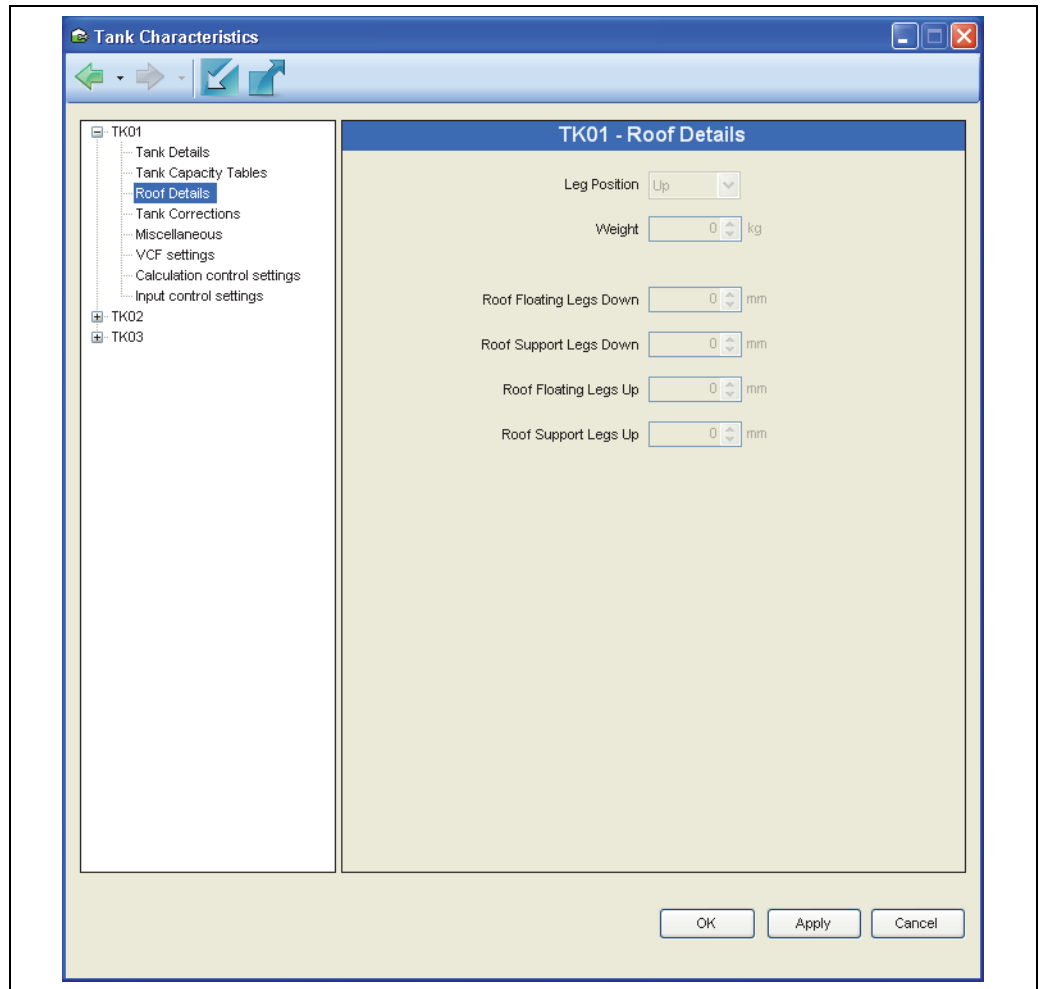 Tank Characteristics
TK01
Tank Details
Tank Capacity Tables
Roof Details
Tank Corrections
Miscellaneous
VCF settings
Calculation control settings
Input control settings
TK02
TK03
TK01 - Roof Details
Leg Position Up
Weight 0 kg
Roof Floating Legs Down 0 mm
Roof Support Legs Down 0 mm
Roof Floating Legs Up 0 mm
Roof Support Legs Up 0 mm
OK Apply Cancel